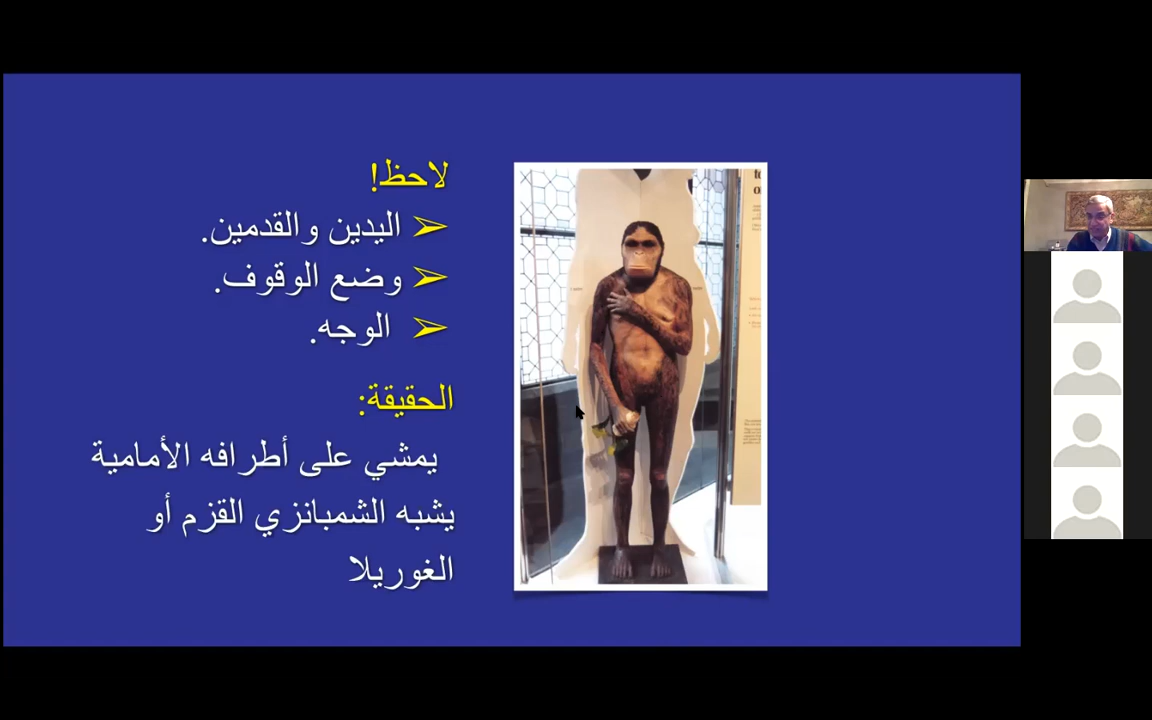 لاحظ!
➢ اليدين والقدمين.
➢ وضع الوقوف.
➢ الوجه.
الحقيقة:
يمشي على أطرافه الأمامية
يشبه الشمبانزي القزم أو
الغوريلا